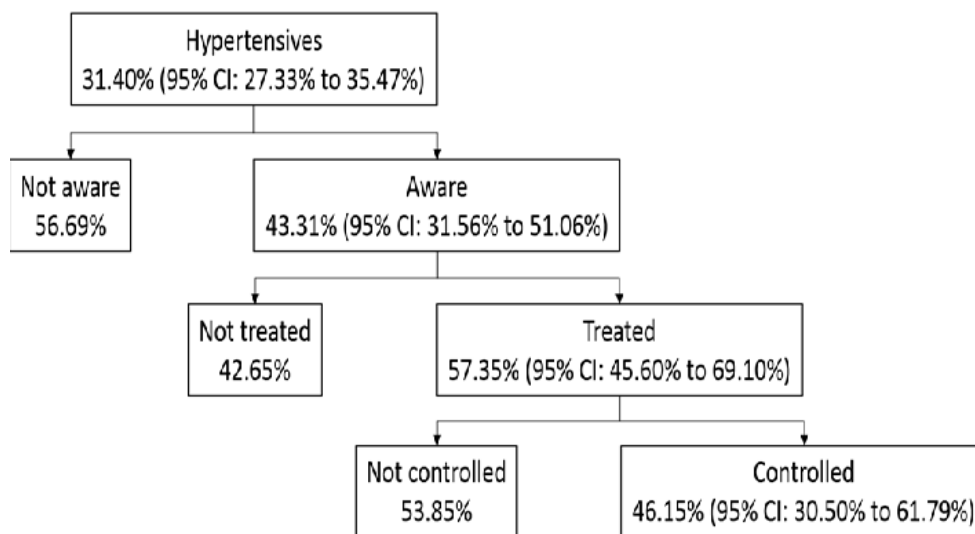 Hypertensives
31.40% (95% CI: 27.33% to 35.47%)
Not aware
56.69%
Aware
43.31% (95% CI: 31.56% to 51.06%)
Not treated
42.65%
Treated
57.35% (95% CI: 45.60% to 69.10%)
Not controlled
53.85%
Controlled
46.15% (95% CI: 30.50% to 61.79%)